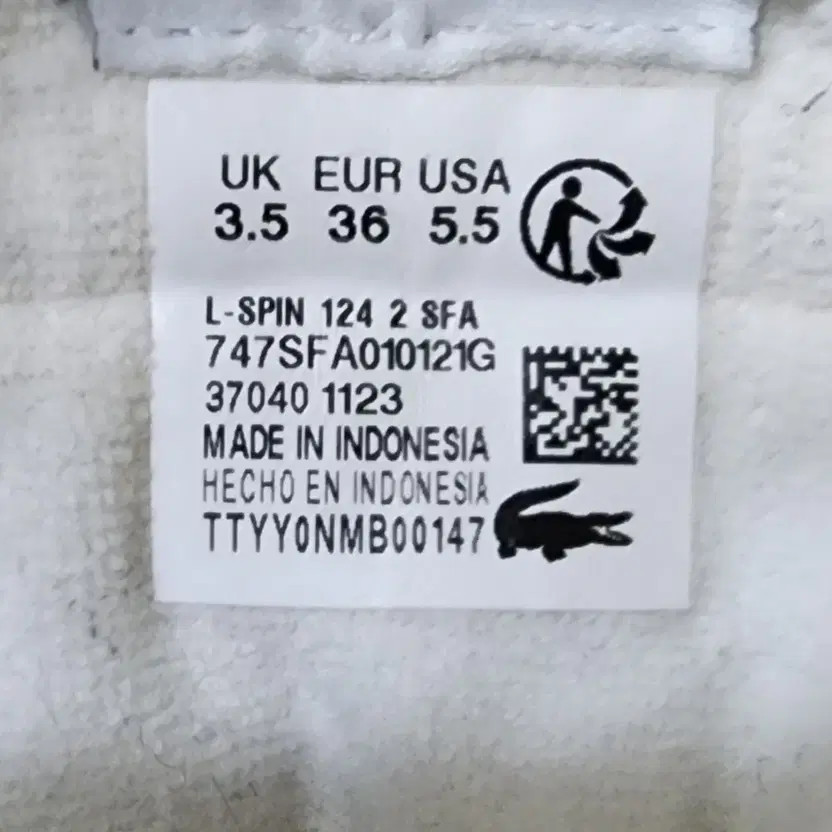 UK EUR USA
3.5 36 5.5
L-SPIN 124 2 SFA
747SFA010121G
37040 1123
MADE IN INDONESIA
HECHO EN INDONESIA
TTYY0NMB00147